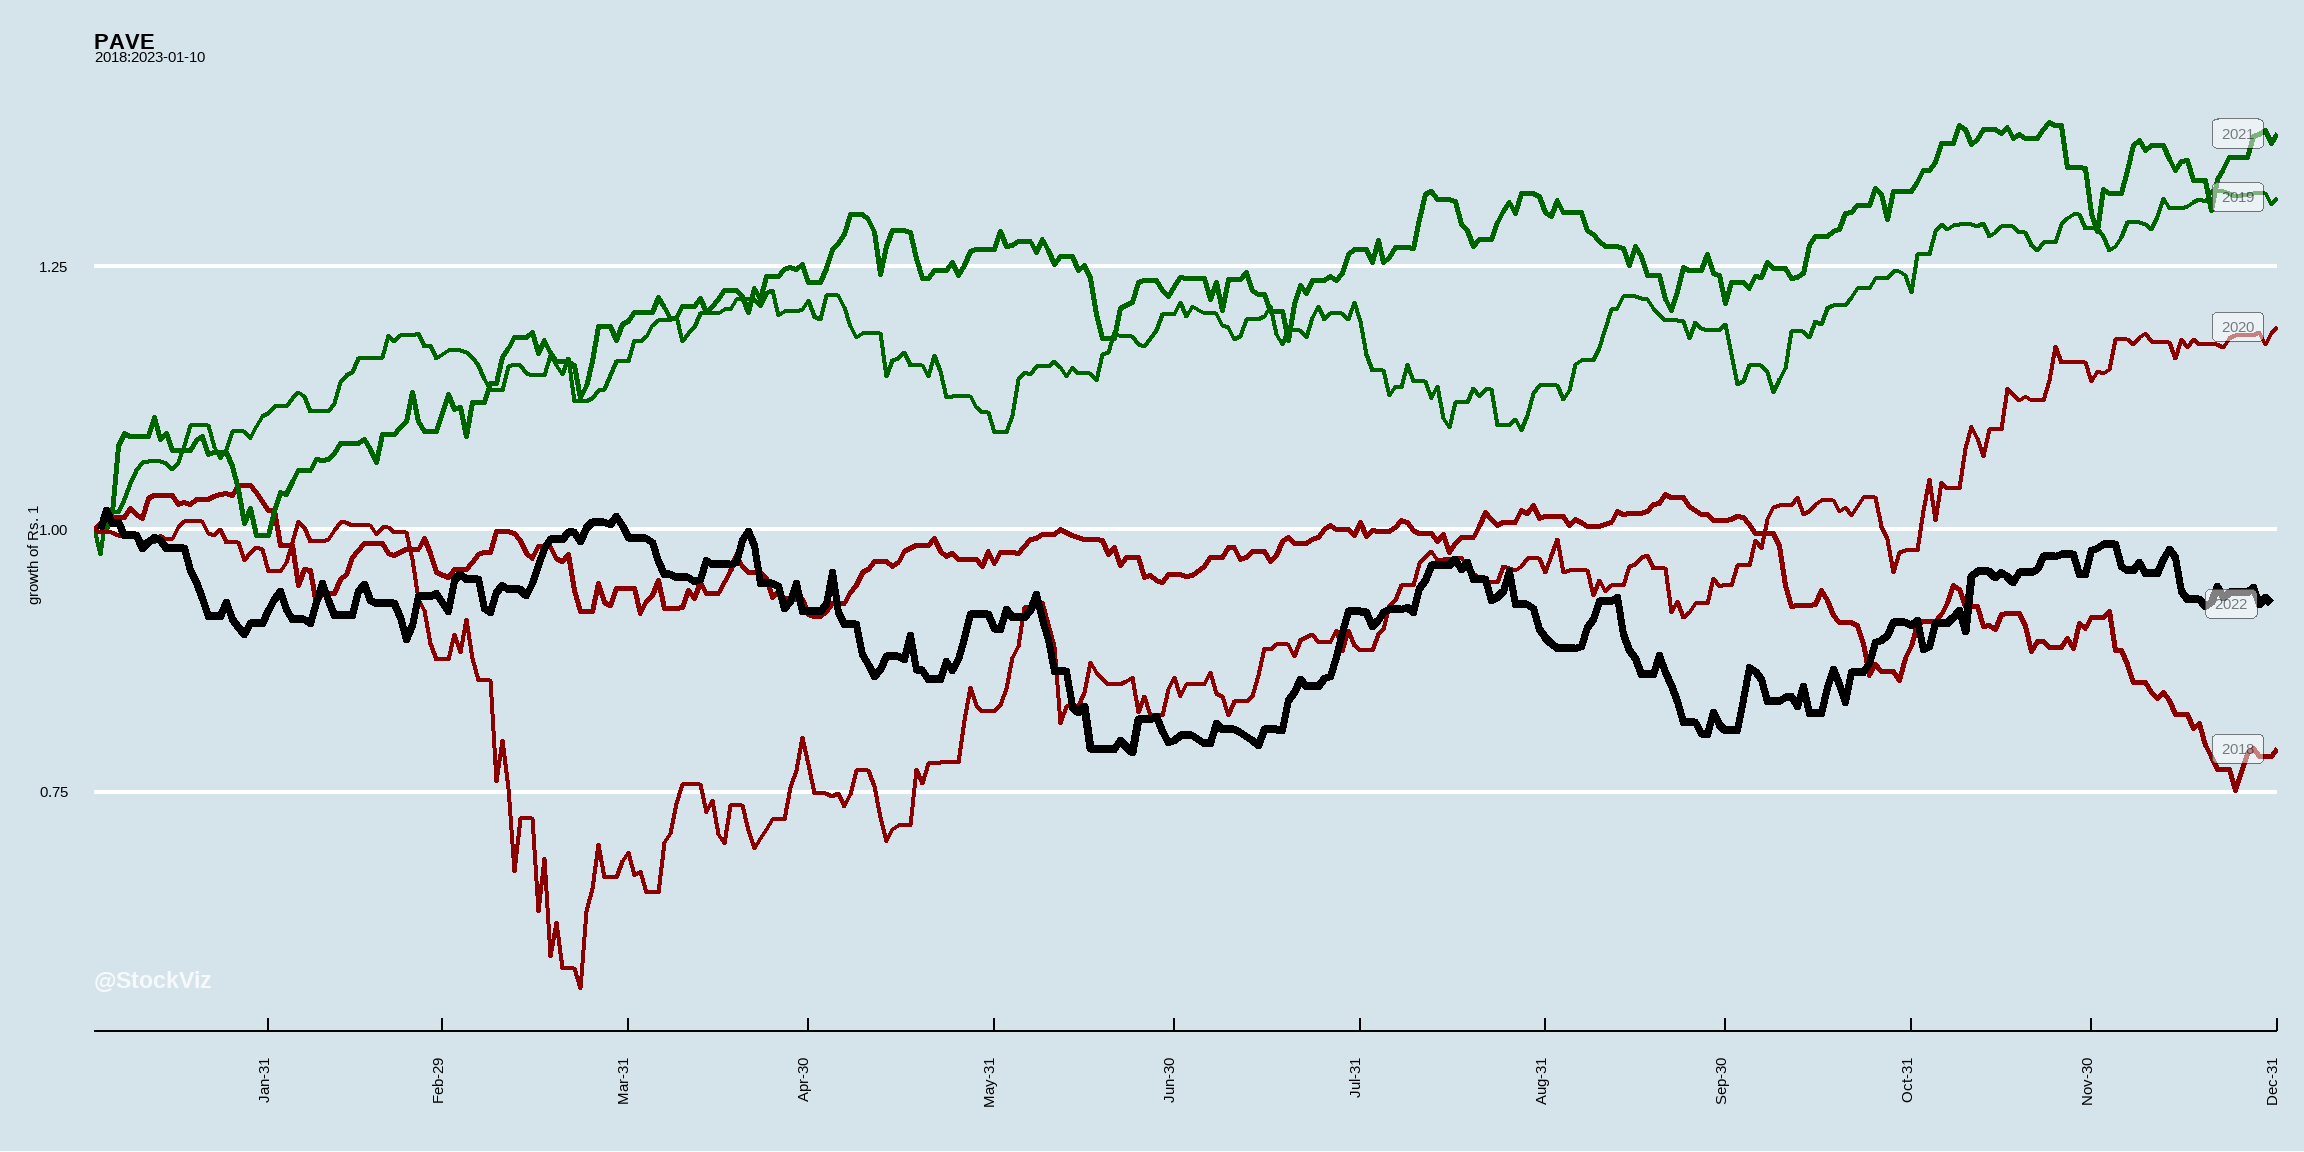 PAVE
2018:2023-01-10
2021
2019
1.25
2020
growth of Rs. 1
1.00
2022
2018
0.75
@StockViz
Jan-31
Feb-29
Mar-31
Apr-30
May-31
Jun-30
Jul-31
Aug-31
Sep-30
Oct-31
Nov-30
Dec-31